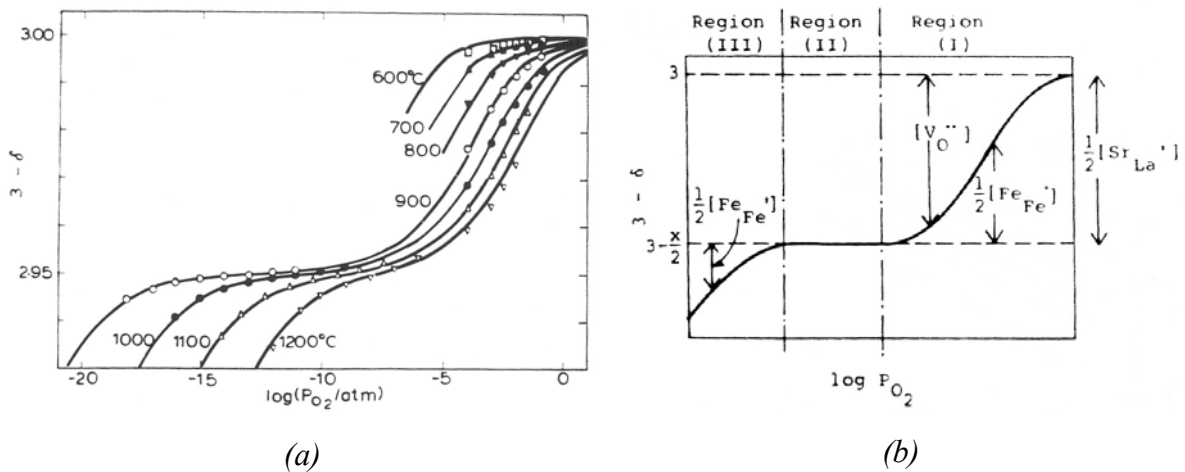 3.00
2.95
3 - δ
600°C
700
800
900
1000
1100
1200°C
-20
-15
-10
-5
0
log(P_O₂/atm)
(a)
Region (III)
Region (II)
Region (I)
3
3-x/2
3 - δ
1/2[Fe_Fe']
[V_O¨]
1/2[Fe_Fe˙]
1/2[Sr_La']
log P_O₂
(b)